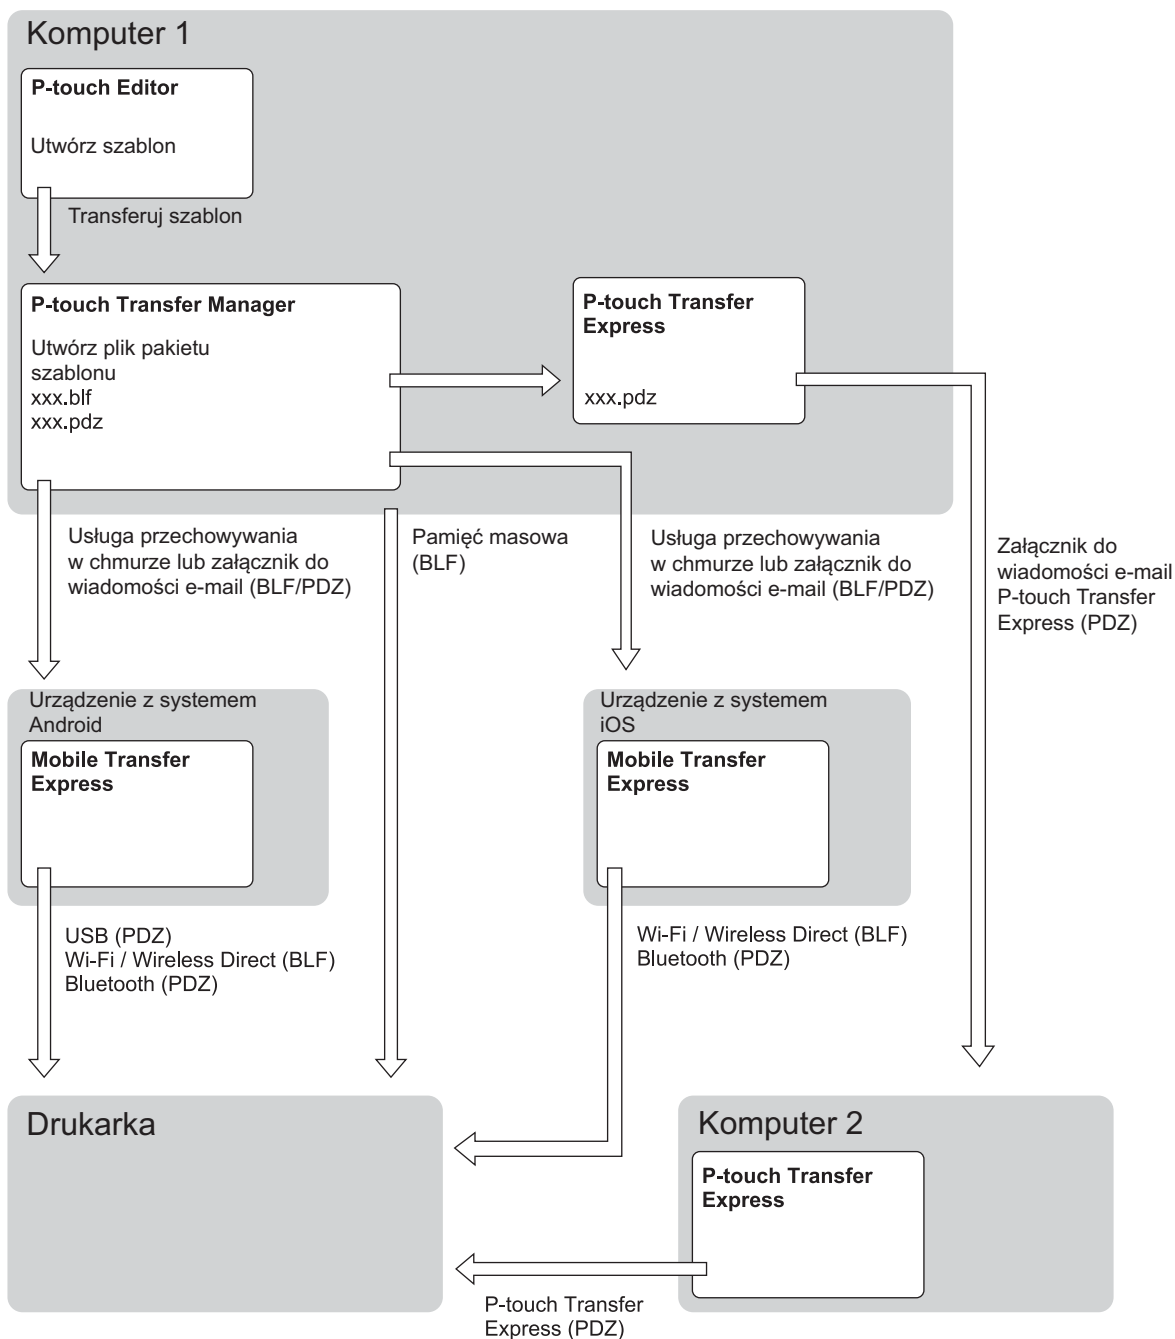 Komputer 1
P-touch Editor
Utwórz szablon
Transferuj szablon
P-touch Transfer Manager
Utwórz plik pakietu
szablonu
xxx.blf
xxx.pdz
P-touch Transfer
Express
xxx.pdz
Usługa przechowywania
w chmurze lub załącznik do
wiadomości e-mail (BLF/PDZ)
Pamięć masowa
(BLF)
Usługa przechowywania
w chmurze lub załącznik do
wiadomości e-mail (BLF/PDZ)
Załącznik do
wiadomości e-mail
P-touch Transfer
Express (PDZ)
Urządzenie z systemem
Android
Mobile Transfer
Express
Urządzenie z systemem
iOS
Mobile Transfer
Express
USB (PDZ)
Wi-Fi / Wireless Direct (BLF)
Bluetooth (PDZ)
Wi-Fi / Wireless Direct (BLF)
Bluetooth (PDZ)
Drukarka
Komputer 2
P-touch Transfer
Express
P-touch Transfer
Express (PDZ)